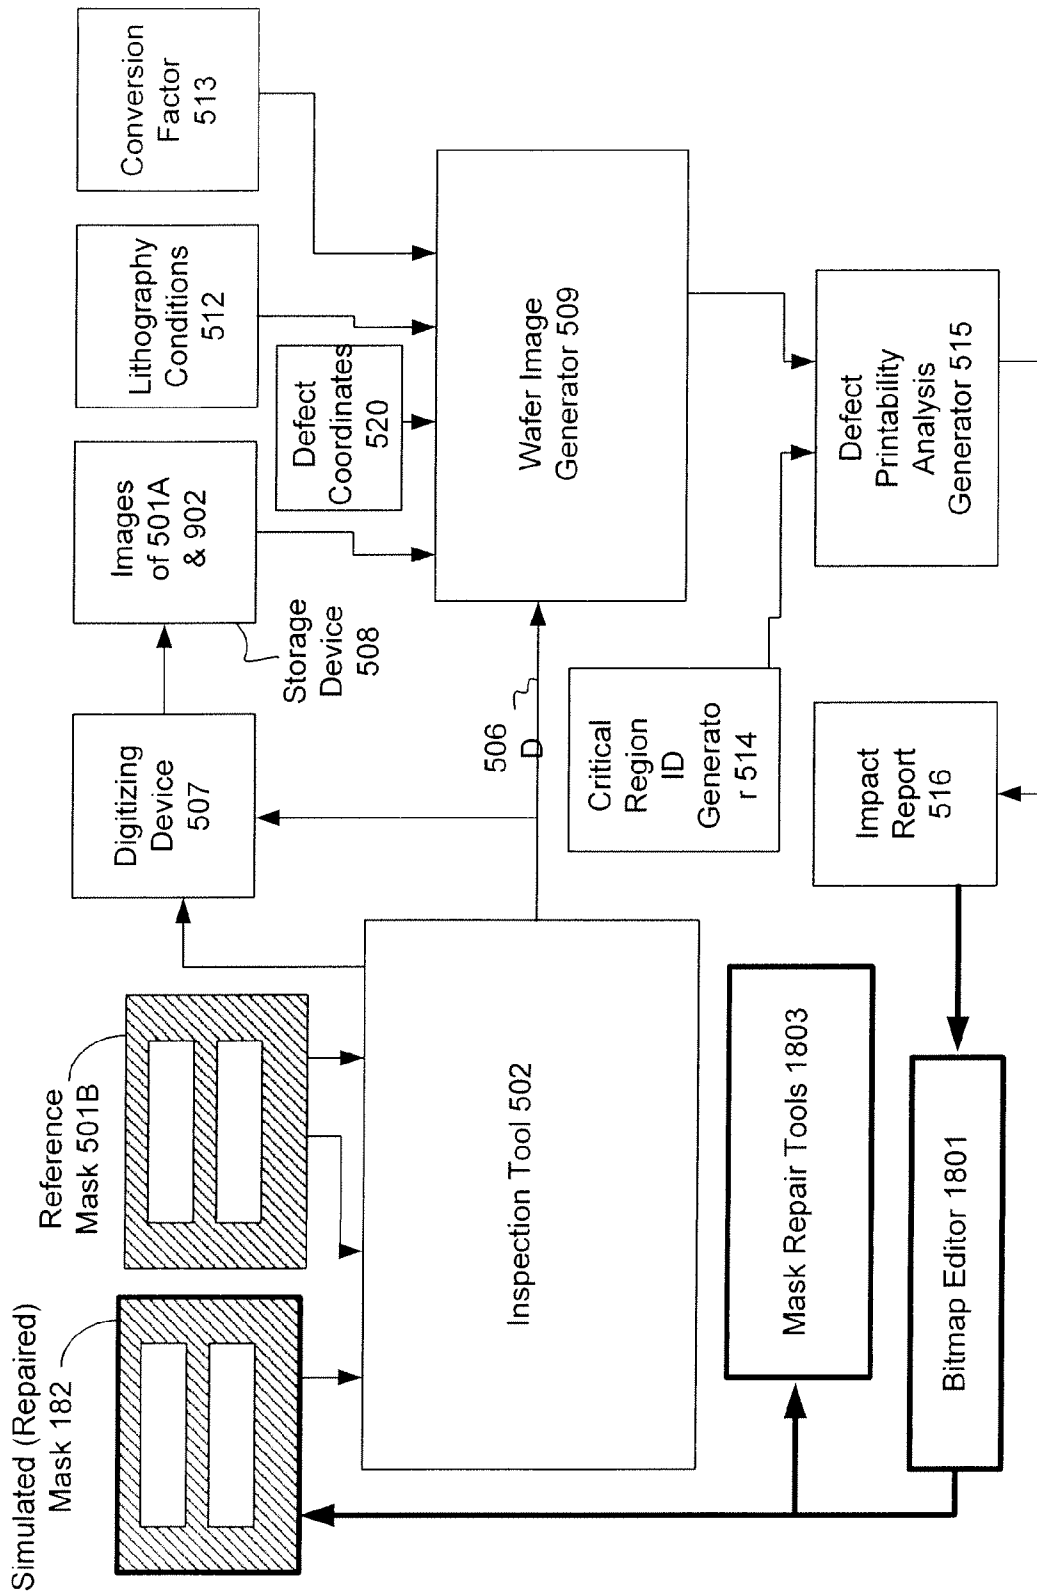 Simulated (Repaired)
Mask 182
Reference
Mask 501B
Digitizing
Device
507
Images
of 501A
& 902
Storage
Device
508
Lithography
Conditions
512
Conversion
Factor
513
Defect
Coordinates
520
Inspection Tool 502
506
D
Wafer Image
Generator 509
Critical
Region
ID
Generato
r 514
Mask Repair Tools 1803
Bitmap Editor 1801
Impact
Report
516
Defect
Printability
Analysis
Generator 515